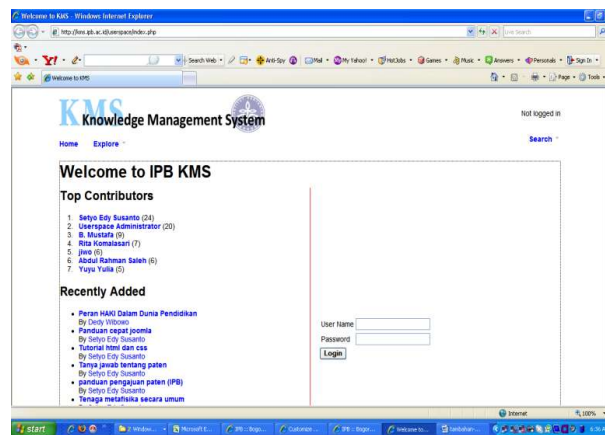 Welcome to KMS - Windows Internet Explorer
http://kms.ipb.ac.id/userspace/index.php
Live Search
Search Web
Anti-Spy
Mail
My Yahoo!
HotJobs
Games
Music
Answers
Personals
Sign In
Welcome to KMS
Page
Tools
KMS
Knowledge Management System
Not logged in
Home Explore
Search
Welcome to IPB KMS
Top Contributors
1. Setyo Edy Susanto (24)
2. Userspace Administrator (20)
3. B. Mustafa (9)
4. Rita Komalasari (7)
5. jiwo (6)
6. Abdul Rahman Saleh (6)
7. Yuyu Yulia (5)
Recently Added
• Peran HAKI Dalam Dunia Pendidikan
By Dedy Wibowo
• Panduan cepat joomla
By Setyo Edy Susanto
• Tutorial html dan css
By Setyo Edy Susanto
• Tanya jawab tentang paten
By Setyo Edy Susanto
• panduan pengajuan paten (IPB)
By Setyo Edy Susanto
• Tenaga metafisika secara umum
User Name
Password
Login
Internet
100%
start
2 Window...
Microsoft E...
IPB :: Bogo...
Customize ...
IPB :: Bogor...
Welcome to...
tambahan-...